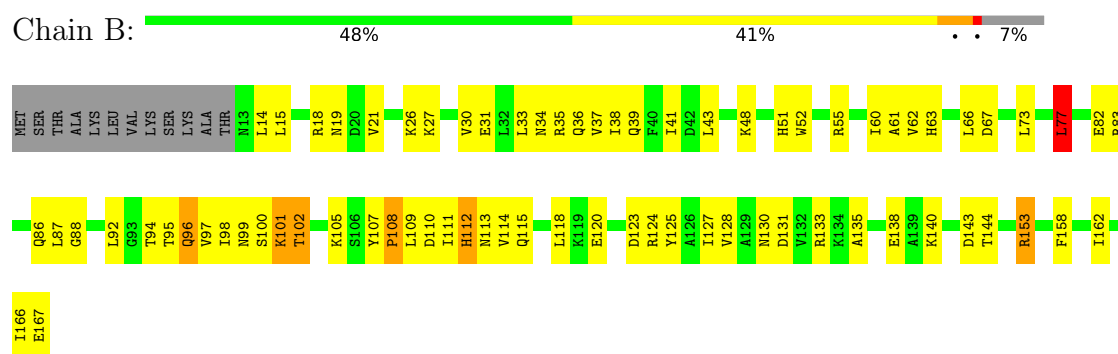 Chain B:
48% 41% • • 7%
MET SER THR ALA LYS LEU VAL LYS SER LYS ALA THR N13 L14 L15 R18 N19 D20 V21 K26 K27 V30 E31 L32 L33 N34 R35 Q36 V37 I38 Q39 F40 I41 D42 L43 K48 H51 W52 R55 I60 A61 V62 H63 L66 D67 L73 L77 E82 R83
Q86 L87 G88 L92 G93 T94 T95 Q96 V97 I98 N99 S100 K101 T102 K105 S106 Y107 P108 L109 D110 I111 H112 N113 V114 Q115 L118 K119 E120 D123 R124 Y125 A126 I127 V128 A129 N130 D131 V132 R133 K134 A135 E138 A139 K140 D143 T144 R153 F158 I162
I166 E167